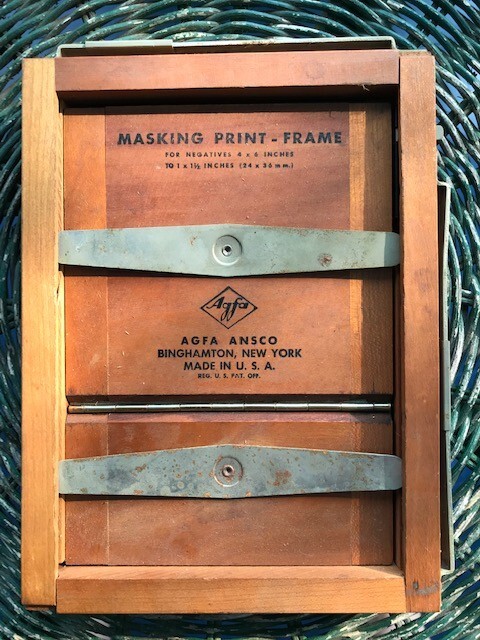 MASKING PRINT - FRAME
FOR NEGATIVES 4 x 6 INCHES
TO 1 x 1½ INCHES (24 x 36 mm.)
Agfa
AGFA ANSCO
BINGHAMTON, NEW YORK
MADE IN U. S. A.
REG. U. S. PAT. OFF.